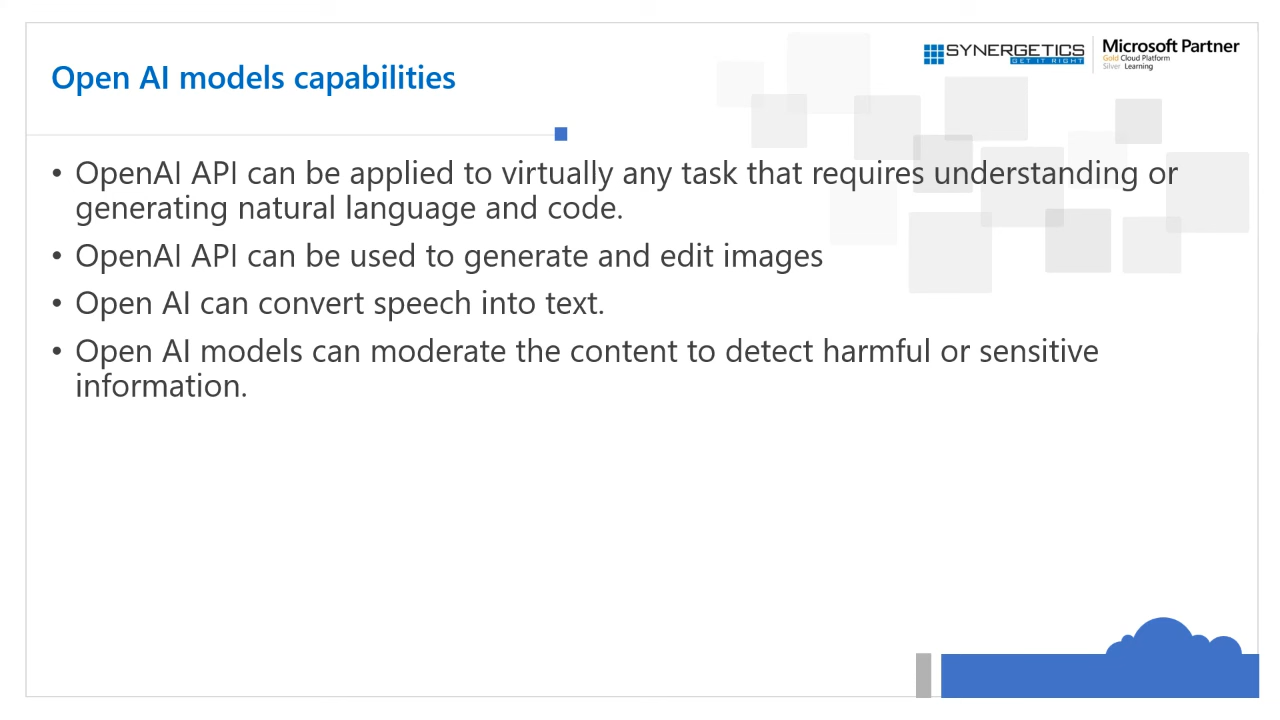 Open AI models capabilities
SYNERGETICS
GET IT RIGHT
Microsoft Partner
Gold Cloud Platform
Silver Learning
• OpenAI API can be applied to virtually any task that requires understanding or
generating natural language and code.
• OpenAI API can be used to generate and edit images
• Open AI can convert speech into text.
• Open AI models can moderate the content to detect harmful or sensitive
information.